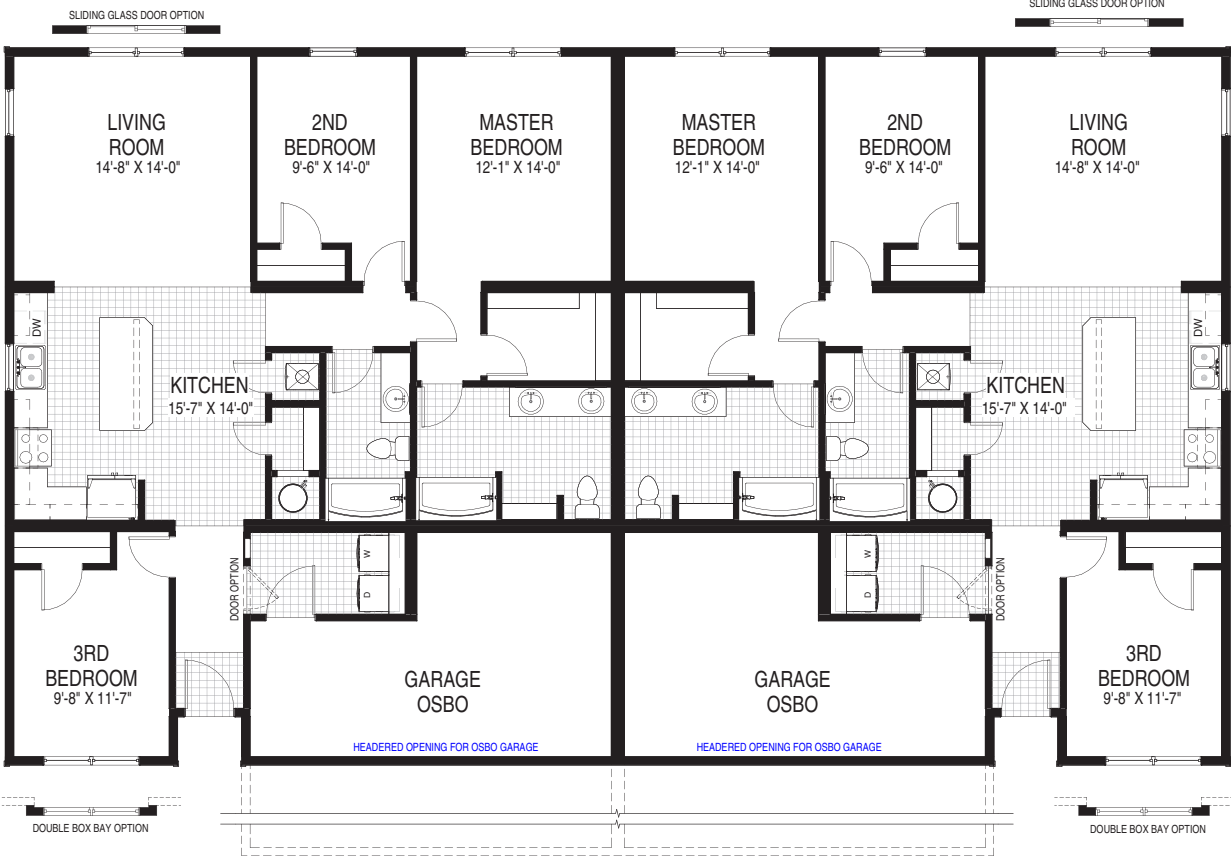 SLIDING GLASS DOOR OPTION
SLIDING GLASS DOOR OPTION
LIVING
ROOM
14'-8" X 14'-0"
2ND
BEDROOM
9'-6" X 14'-0"
MASTER
BEDROOM
12'-1" X 14'-0"
MASTER
BEDROOM
12'-1" X 14'-0"
2ND
BEDROOM
9'-6" X 14'-0"
LIVING
ROOM
14'-8" X 14'-0"
DW
DW
KITCHEN
15'-7" X 14'-0"
KITCHEN
15'-7" X 14'-0"
DOOR OPTION
W
D
W
D
DOOR OPTION
3RD
BEDROOM
9'-8" X 11'-7"
GARAGE
OSBO
GARAGE
OSBO
3RD
BEDROOM
9'-8" X 11'-7"
HEADERED OPENING FOR OSBO GARAGE
HEADERED OPENING FOR OSBO GARAGE
DOUBLE BOX BAY OPTION
DOUBLE BOX BAY OPTION